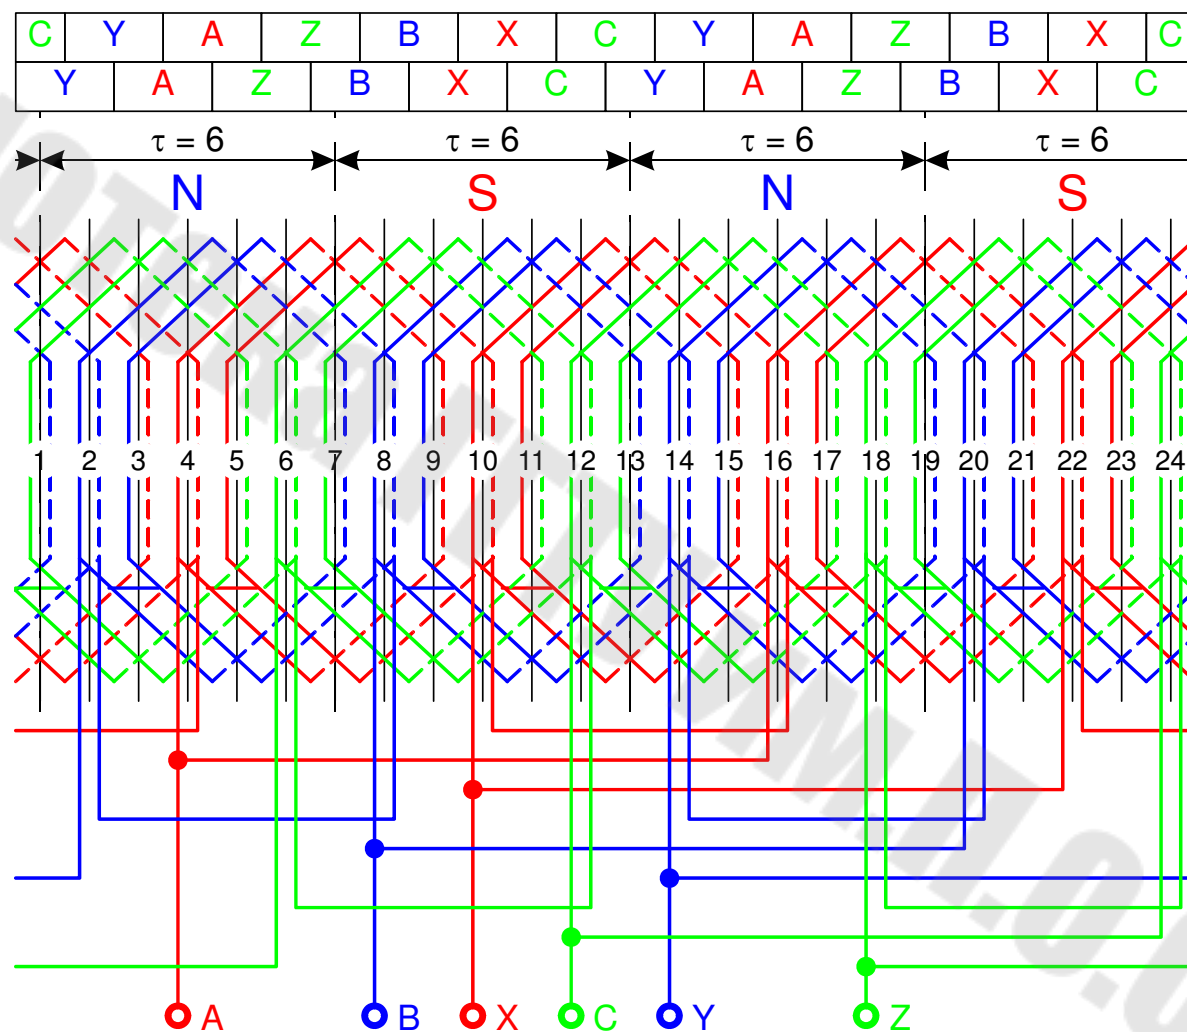 C Y A Z B X C Y A Z B X C
Y A Z B X C Y A Z B X C
τ = 6 τ = 6 τ = 6 τ = 6
N S N S
1 2 3 4 5 6 7 8 9 10 11 12 13 14 15 16 17 18 19 20 21 22 23 24
A B X C Y Z